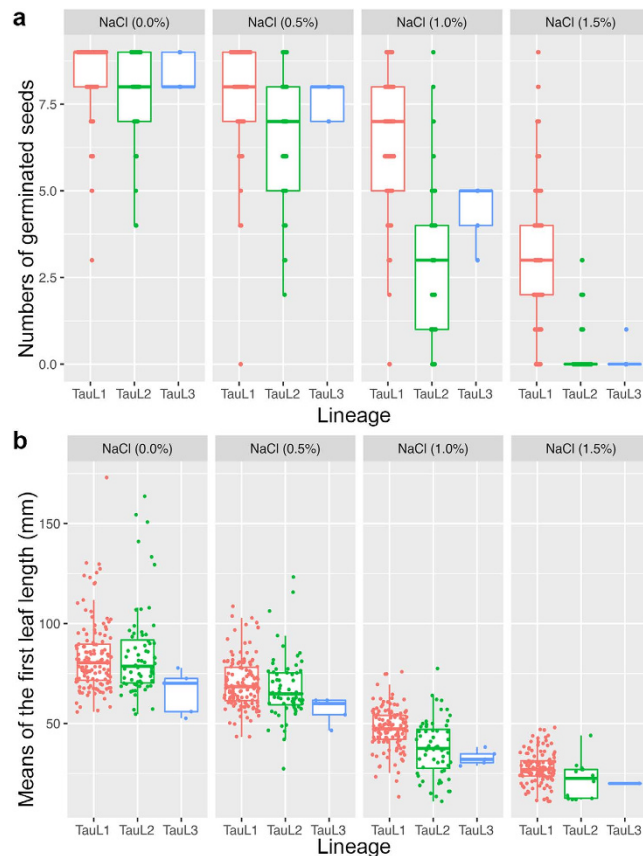 a
NaCl (0.0%) NaCl (0.5%) NaCl (1.0%) NaCl (1.5%)
Numbers of germinated seeds
7.5
5.0
2.5
0.0
TauL1 TauL2 TauL3 TauL1 TauL2 TauL3 TauL1 TauL2 TauL3 TauL1 TauL2 TauL3
Lineage
b
NaCl (0.0%) NaCl (0.5%) NaCl (1.0%) NaCl (1.5%)
Means of the first leaf length (mm)
150
100
50
TauL1 TauL2 TauL3 TauL1 TauL2 TauL3 TauL1 TauL2 TauL3 TauL1 TauL2 TauL3
Lineage